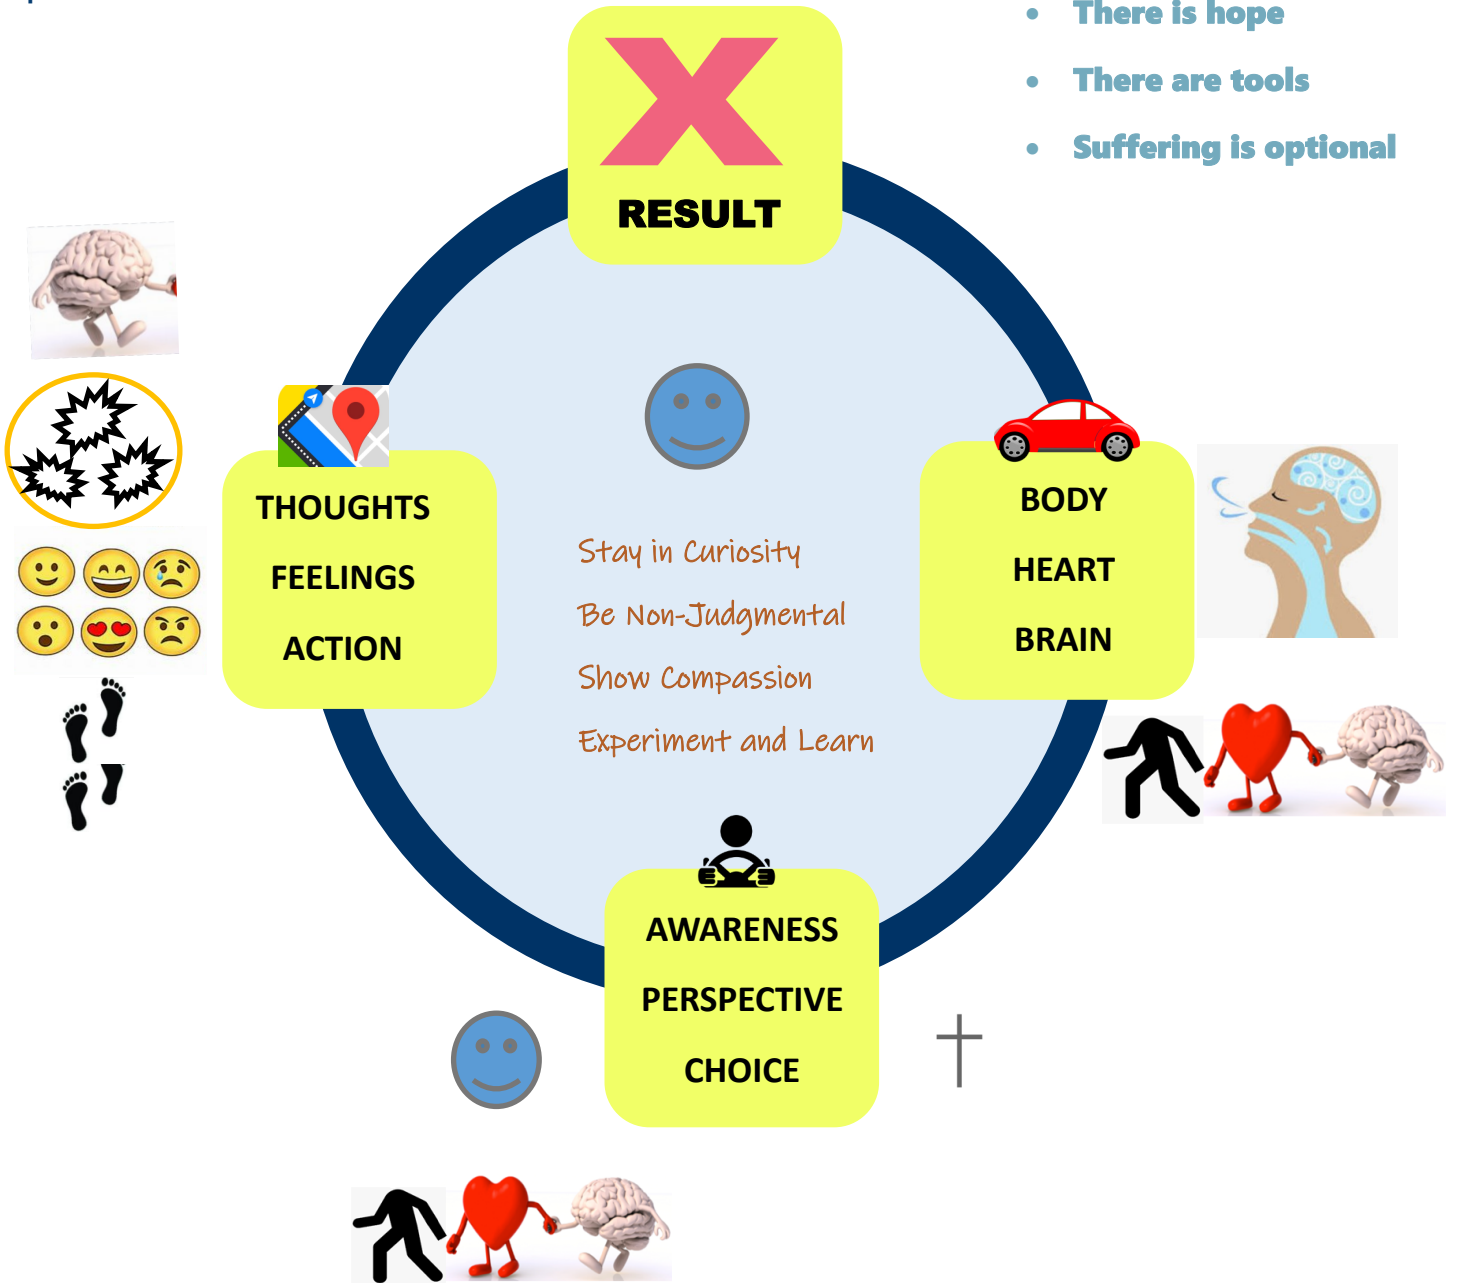 There is hope
There are tools
Suffering is optional
X
RESULT
THOUGHTS
FEELINGS
ACTION
BODY
HEART
BRAIN
Stay in Curiosity
Be Non-Judgmental
Show Compassion
Experiment and Learn
AWARENESS
PERSPECTIVE
CHOICE